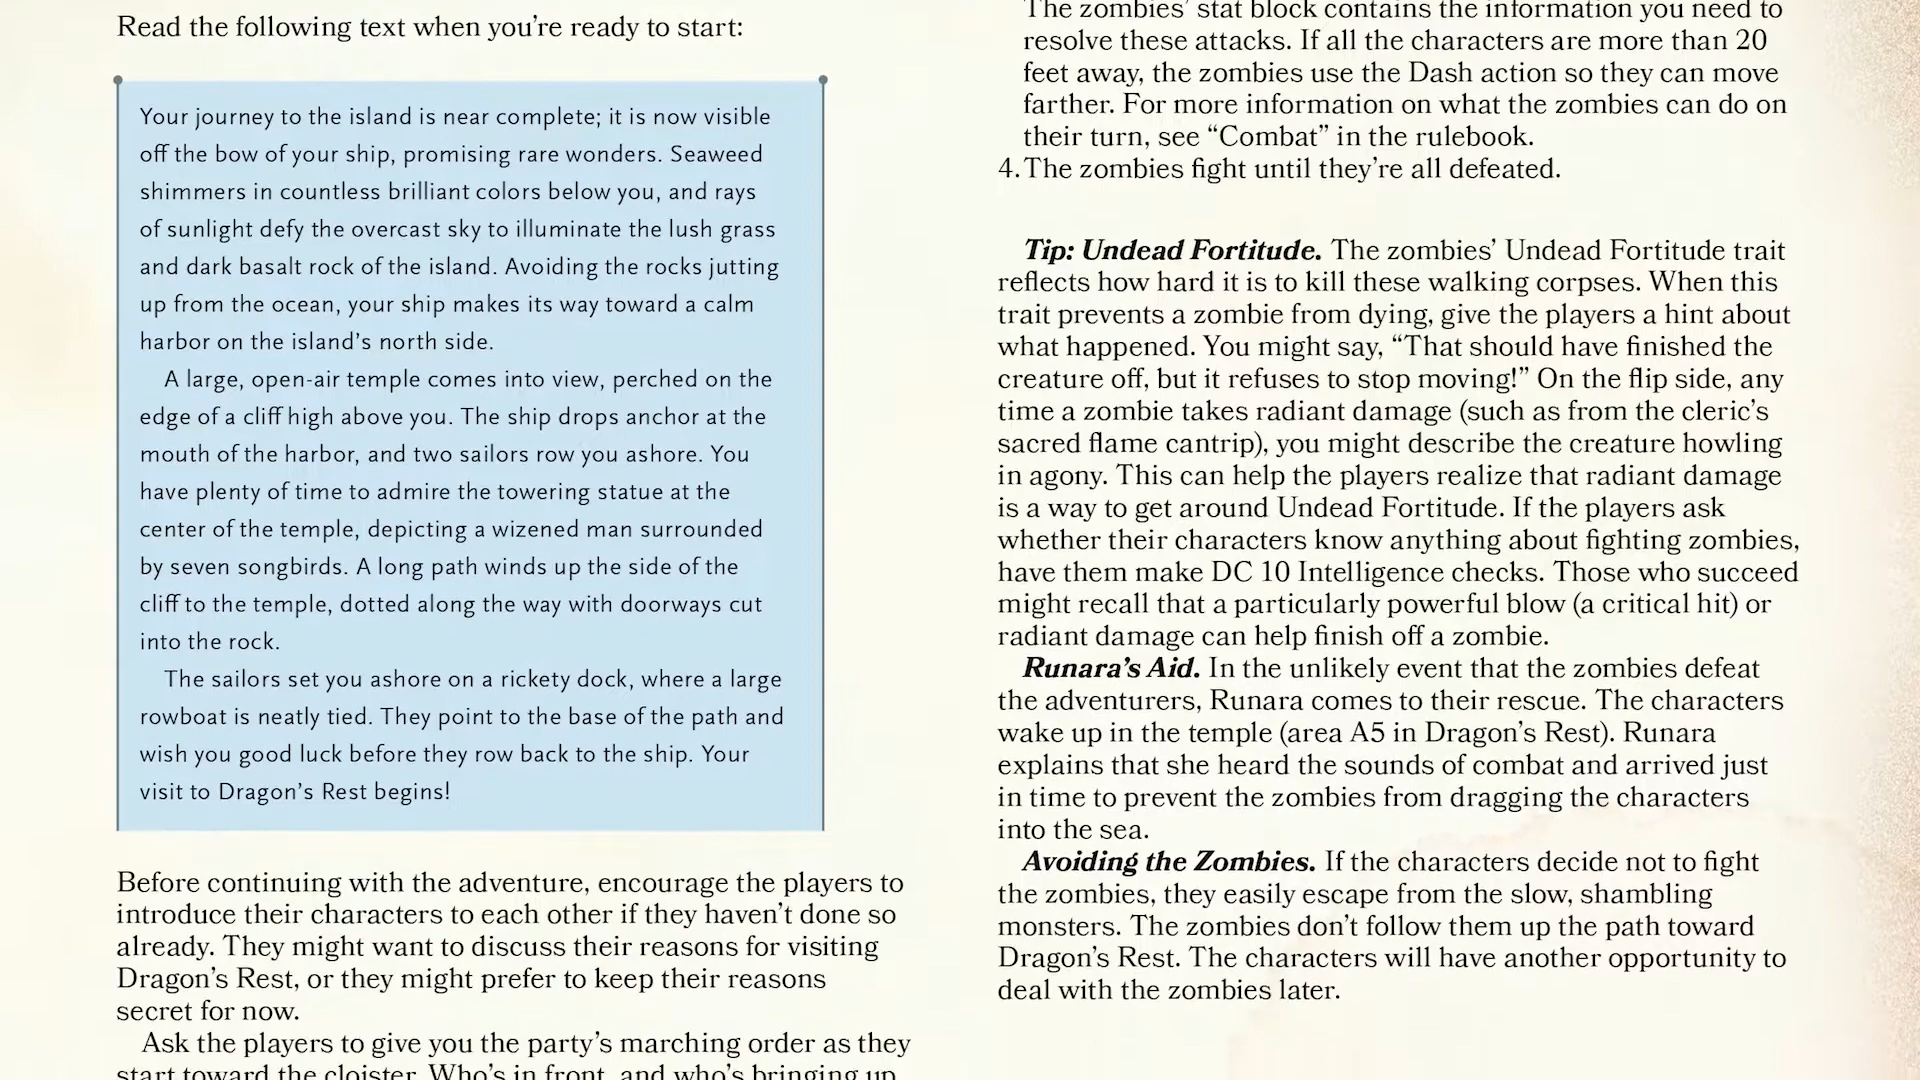 Read the following text when you're ready to start:
Your journey to the island is near complete; it is now visible
off the bow of your ship, promising rare wonders. Seaweed
shimmers in countless brilliant colors below you, and rays
of sunlight defy the overcast sky to illuminate the lush grass
and dark basalt rock of the island. Avoiding the rocks jutting
up from the ocean, your ship makes its way toward a calm
harbor on the island's north side.
A large, open-air temple comes into view, perched on the
edge of a cliff high above you. The ship drops anchor at the
mouth of the harbor, and two sailors row you ashore. You
have plenty of time to admire the towering statue at the
center of the temple, depicting a wizened man surrounded
by seven songbirds. A long path winds up the side of the
cliff to the temple, dotted along the way with doorways cut
into the rock.
The sailors set you ashore on a rickety dock, where a large
rowboat is neatly tied. They point to the base of the path and
wish you good luck before they row back to the ship. Your
visit to Dragon's Rest begins!
Before continuing with the adventure, encourage the players to
introduce their characters to each other if they haven't done so
already. They might want to discuss their reasons for visiting
Dragon's Rest, or they might prefer to keep their reasons
secret for now.
Ask the players to give you the party's marching order as they
start toward the cloister. Who's in front, and who's bringing up
The zombies' stat block contains the information you need to
resolve these attacks. If all the characters are more than 20
feet away, the zombies use the Dash action so they can move
farther. For more information on what the zombies can do on
their turn, see “Combat” in the rulebook.
4. The zombies fight until they're all defeated.
Tip: Undead Fortitude. The zombies' Undead Fortitude trait
reflects how hard it is to kill these walking corpses. When this
trait prevents a zombie from dying, give the players a hint about
what happened. You might say, “That should have finished the
creature off, but it refuses to stop moving!” On the flip side, any
time a zombie takes radiant damage (such as from the cleric's
sacred flame cantrip), you might describe the creature howling
in agony. This can help the players realize that radiant damage
is a way to get around Undead Fortitude. If the players ask
whether their characters know anything about fighting zombies,
have them make DC 10 Intelligence checks. Those who succeed
might recall that a particularly powerful blow (a critical hit) or
radiant damage can help finish off a zombie.
Runara's Aid. In the unlikely event that the zombies defeat
the adventurers, Runara comes to their rescue. The characters
wake up in the temple (area A5 in Dragon's Rest). Runara
explains that she heard the sounds of combat and arrived just
in time to prevent the zombies from dragging the characters
into the sea.
Avoiding the Zombies. If the characters decide not to fight
the zombies, they easily escape from the slow, shambling
monsters. The zombies don't follow them up the path toward
Dragon's Rest. The characters will have another opportunity to
deal with the zombies later.